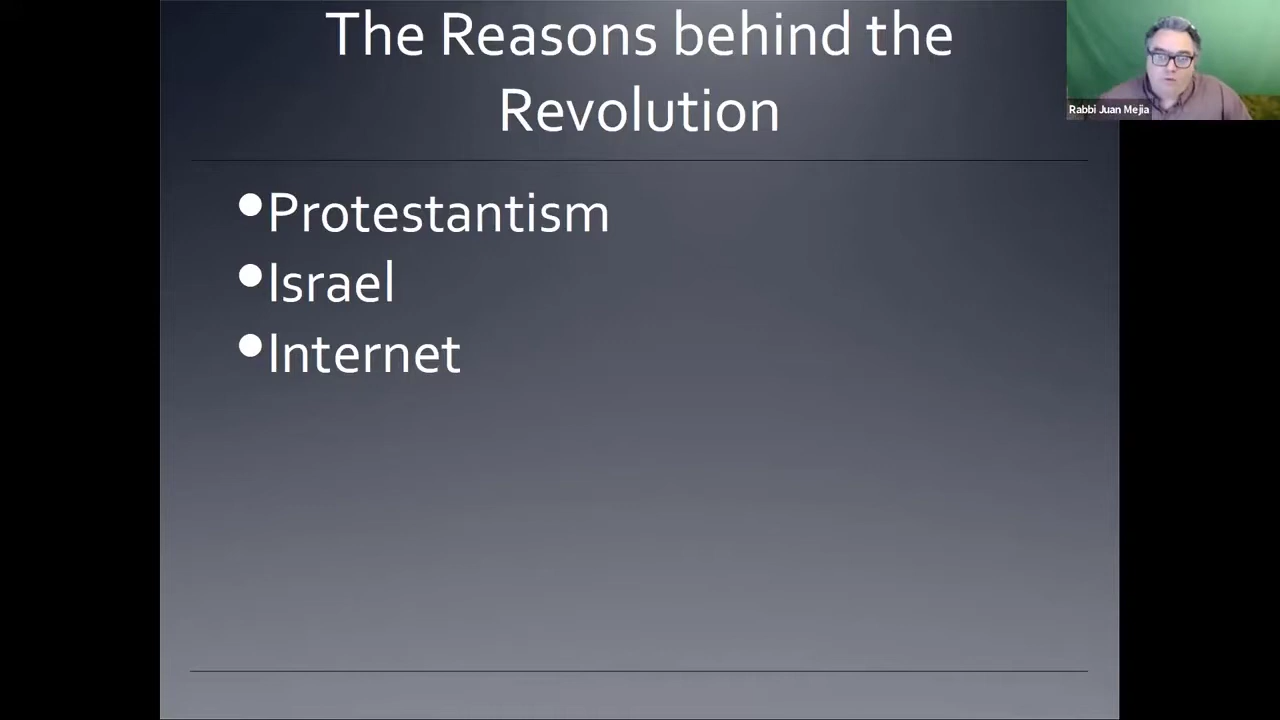 The Reasons behind the
Revolution
Rabbi Juan Mejia
•Protestantism
•Israel
•Internet